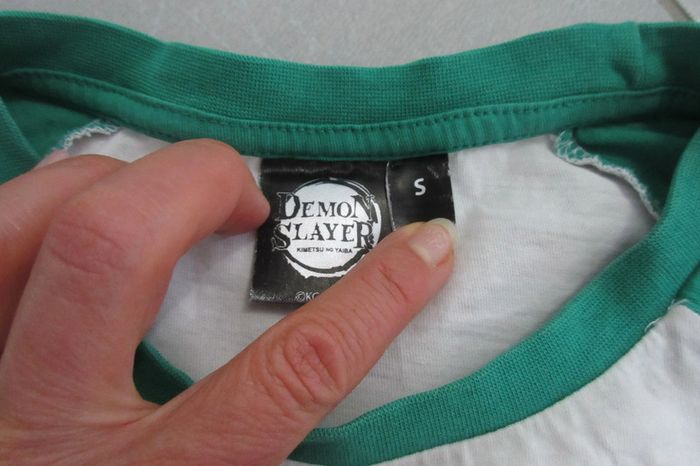 DEMON
SLAYER
KIMETSU NO YAIBA
S